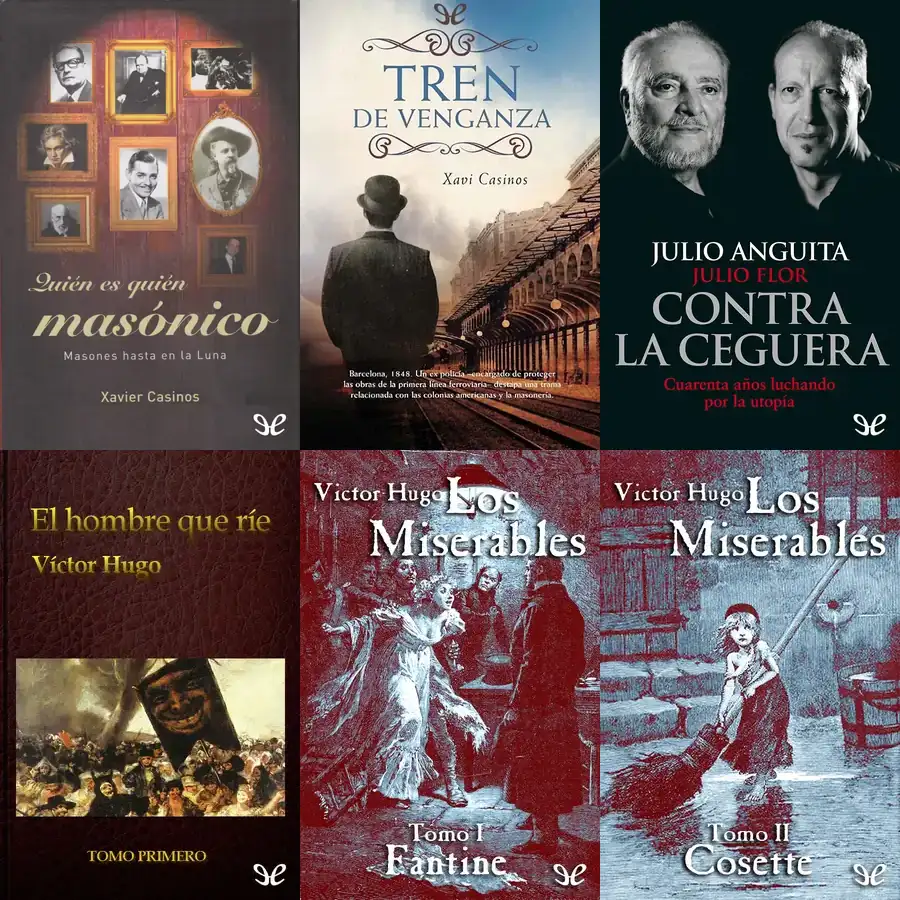 Quién es quién
masónico
Masones hasta en la Luna
Xavier Casinos
TREN
DE VENGANZA
Xavi Casinos
Barcelona, 1848. Un ex policía –encargado de proteger
las obras de la primera línea ferroviaria– destapa una trama
relacionada con las colonias americanas y la masonería.
JULIO ANGUITA
JULIO FLOR
CONTRA
LA CEGUERA
Cuarenta años luchando
por la utopía
El hombre que ríe
Víctor Hugo
TOMO PRIMERO
Victor Hugo Los
Miserables
Tomo I
Fantine
Victor Hugo Los
Miserables
Tomo II
Cosette